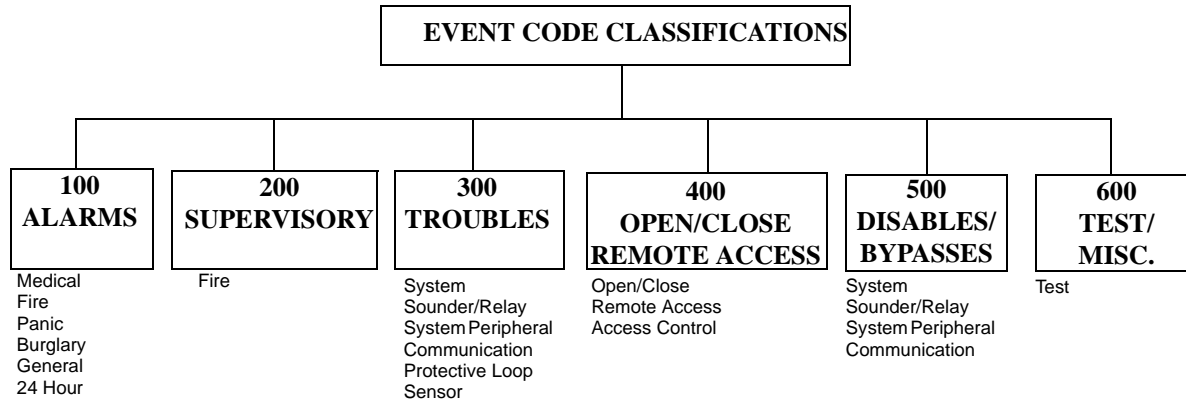 EVENT CODE CLASSIFICATIONS
100
ALARMS
Medical
Fire
Panic
Burglary
General
24 Hour
200
SUPERVISORY
Fire
300
TROUBLES
System
Sounder/Relay
System Peripheral
Communication
Protective Loop
Sensor
400
OPEN/CLOSE
REMOTE ACCESS
Open/Close
Remote Access
Access Control
500
DISABLES/
BYPASSES
System
Sounder/Relay
System Peripheral
Communication
600
TEST/
MISC.
Test